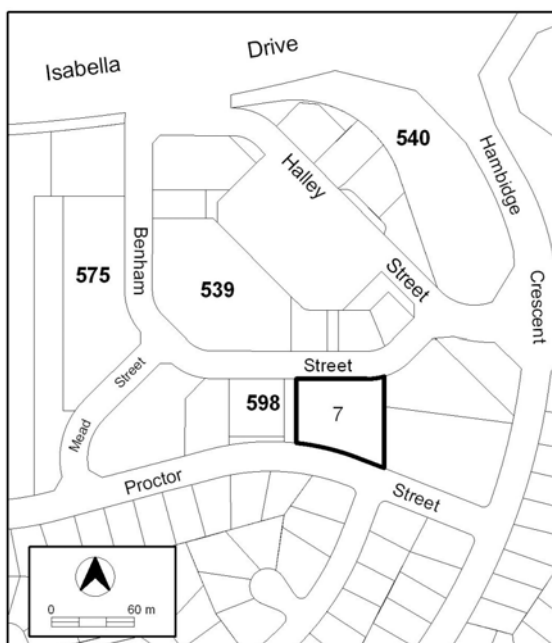 Isabella Drive
540
Hambidge
Halley
Benham
575
539
Street
Crescent
Street
Street
598
7
Mead
Proctor
Street
0 60 m